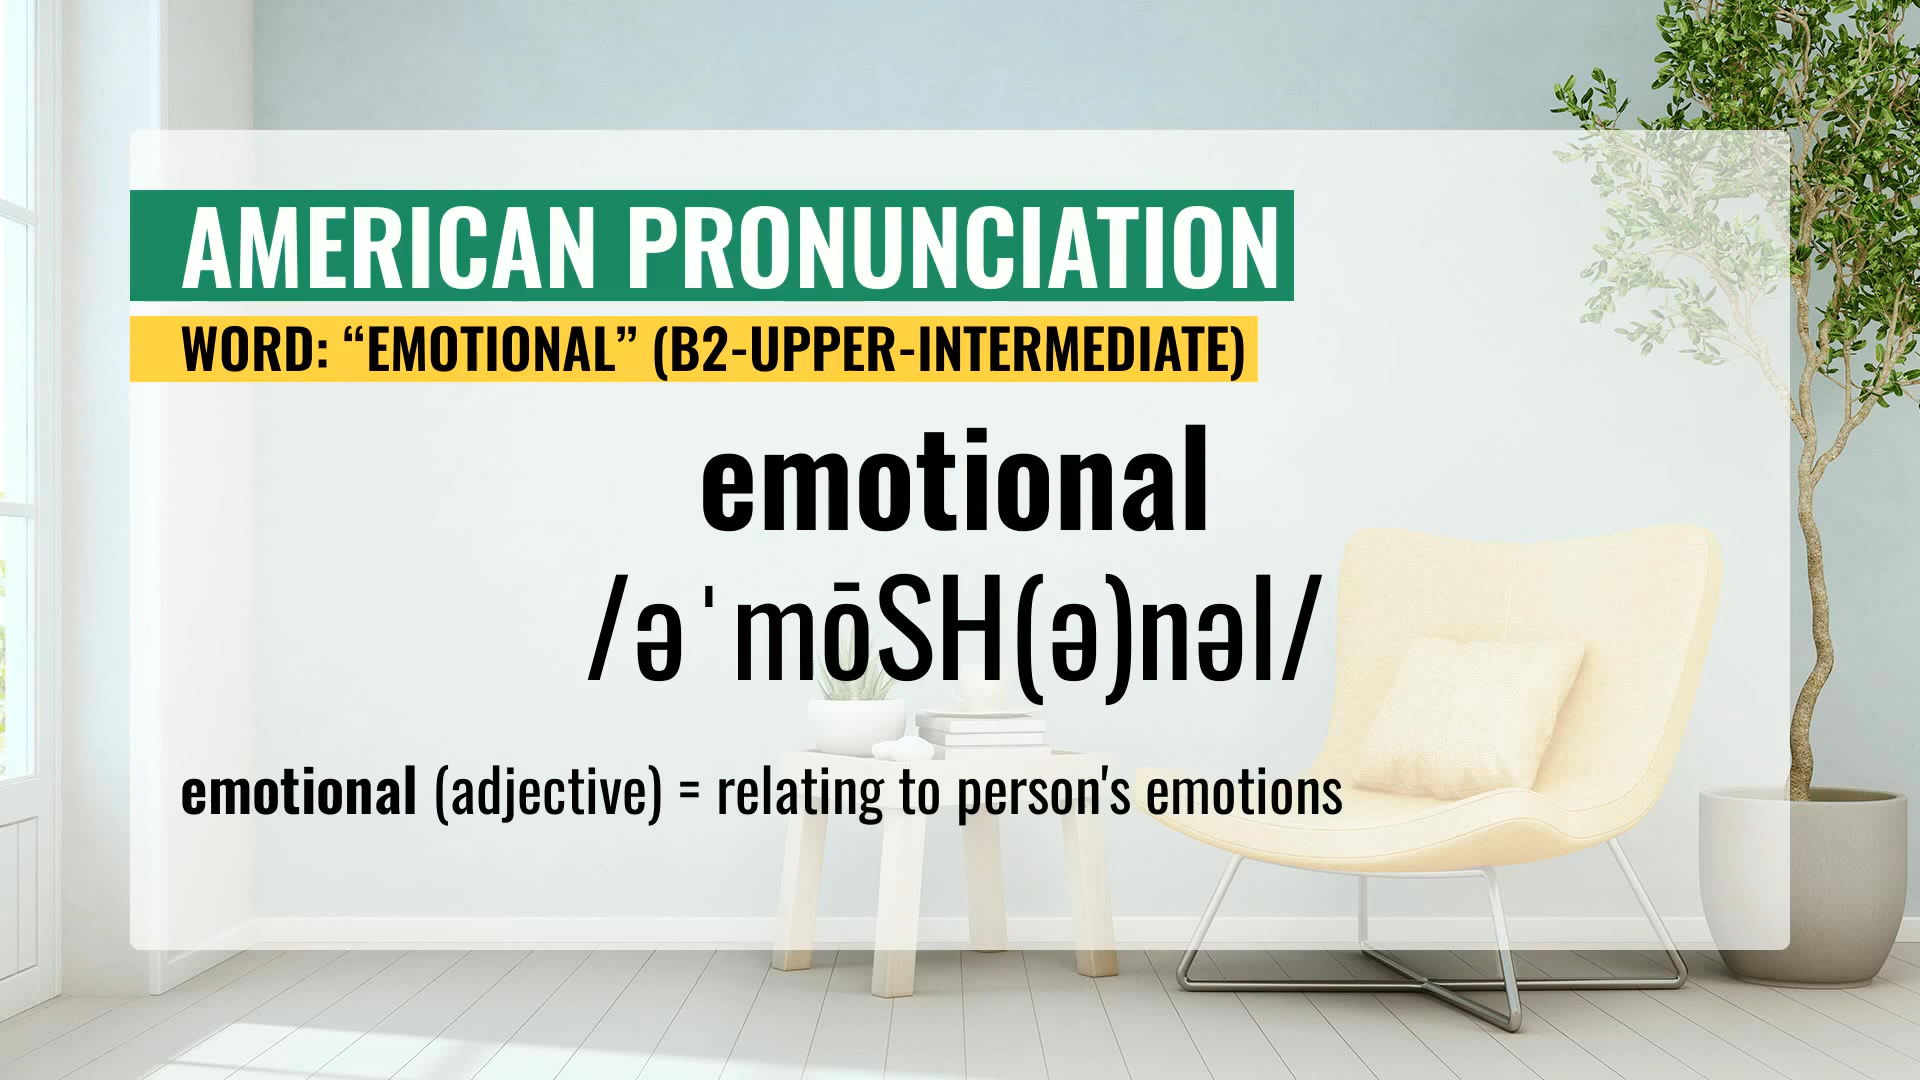 AMERICAN PRONUNCIATION
WORD: “EMOTIONAL” (B2-UPPER-INTERMEDIATE)
emotional
/əˈmōSH(ə)nəl/
emotional (adjective) = relating to person's emotions